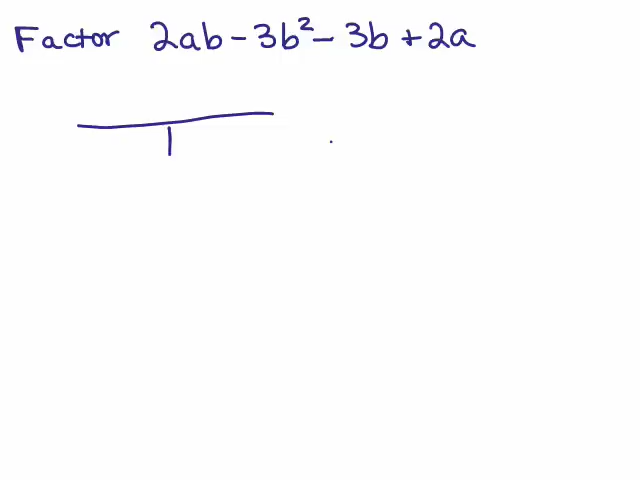 Factor 2ab - 3b² - 3b + 2a